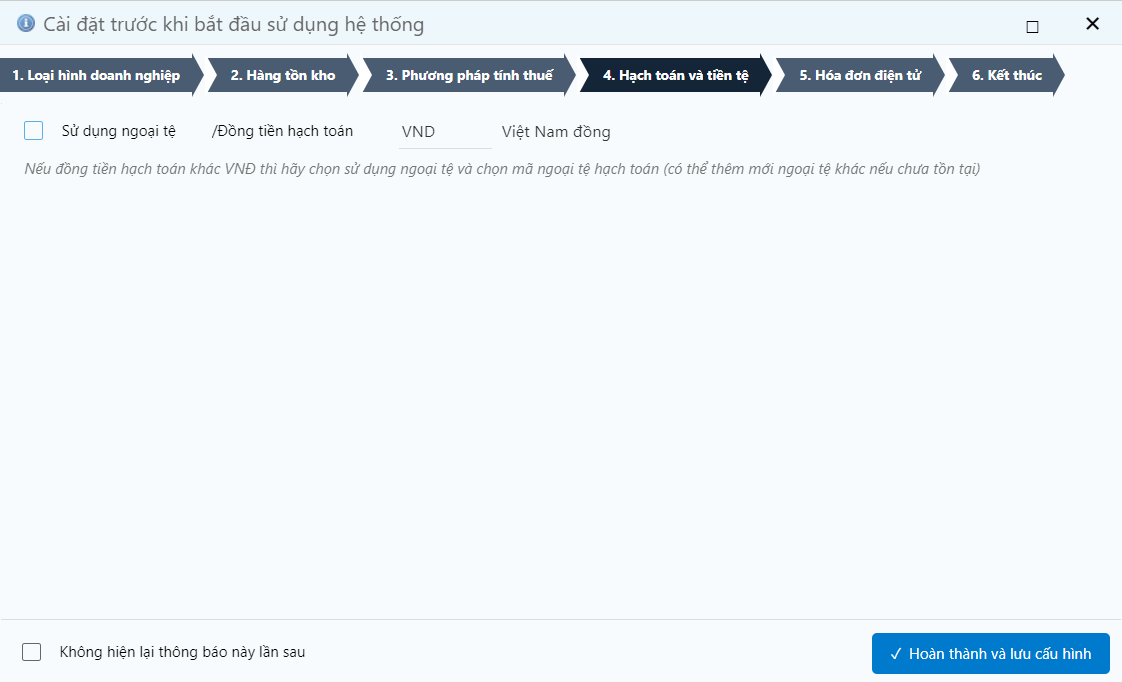 Cài đặt trước khi bắt đầu sử dụng hệ thống
1. Loại hình doanh nghiệp 2. Hàng tồn kho 3. Phương pháp tính thuế 4. Hạch toán và tiền tệ 5. Hóa đơn điện tử 6. Kết thúc
Sử dụng ngoại tệ /Đồng tiền hạch toán VND Việt Nam đồng
Nếu đồng tiền hạch toán khác VNĐ thì hãy chọn sử dụng ngoại tệ và chọn mã ngoại tệ hạch toán (có thể thêm mới ngoại tệ khác nếu chưa tồn tại)
Không hiện lại thông báo này lần sau ✓ Hoàn thành và lưu cấu hình